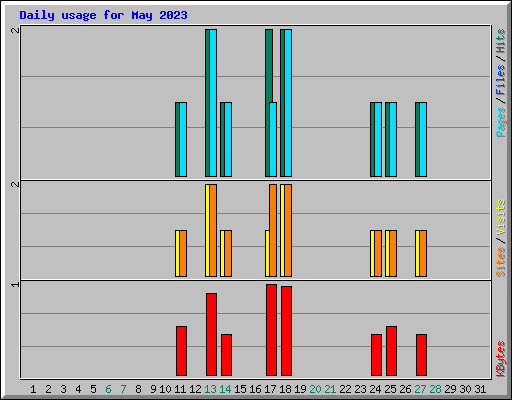 Daily usage for May 2023
2
2
1
Pages / Files / Hits
Sites / Visits
KBytes
1 2 3 4 5 6 7 8 9 10 11 12 13 14 15 16 17 18 19 20 21 22 23 24 25 26 27 28 29 30 31